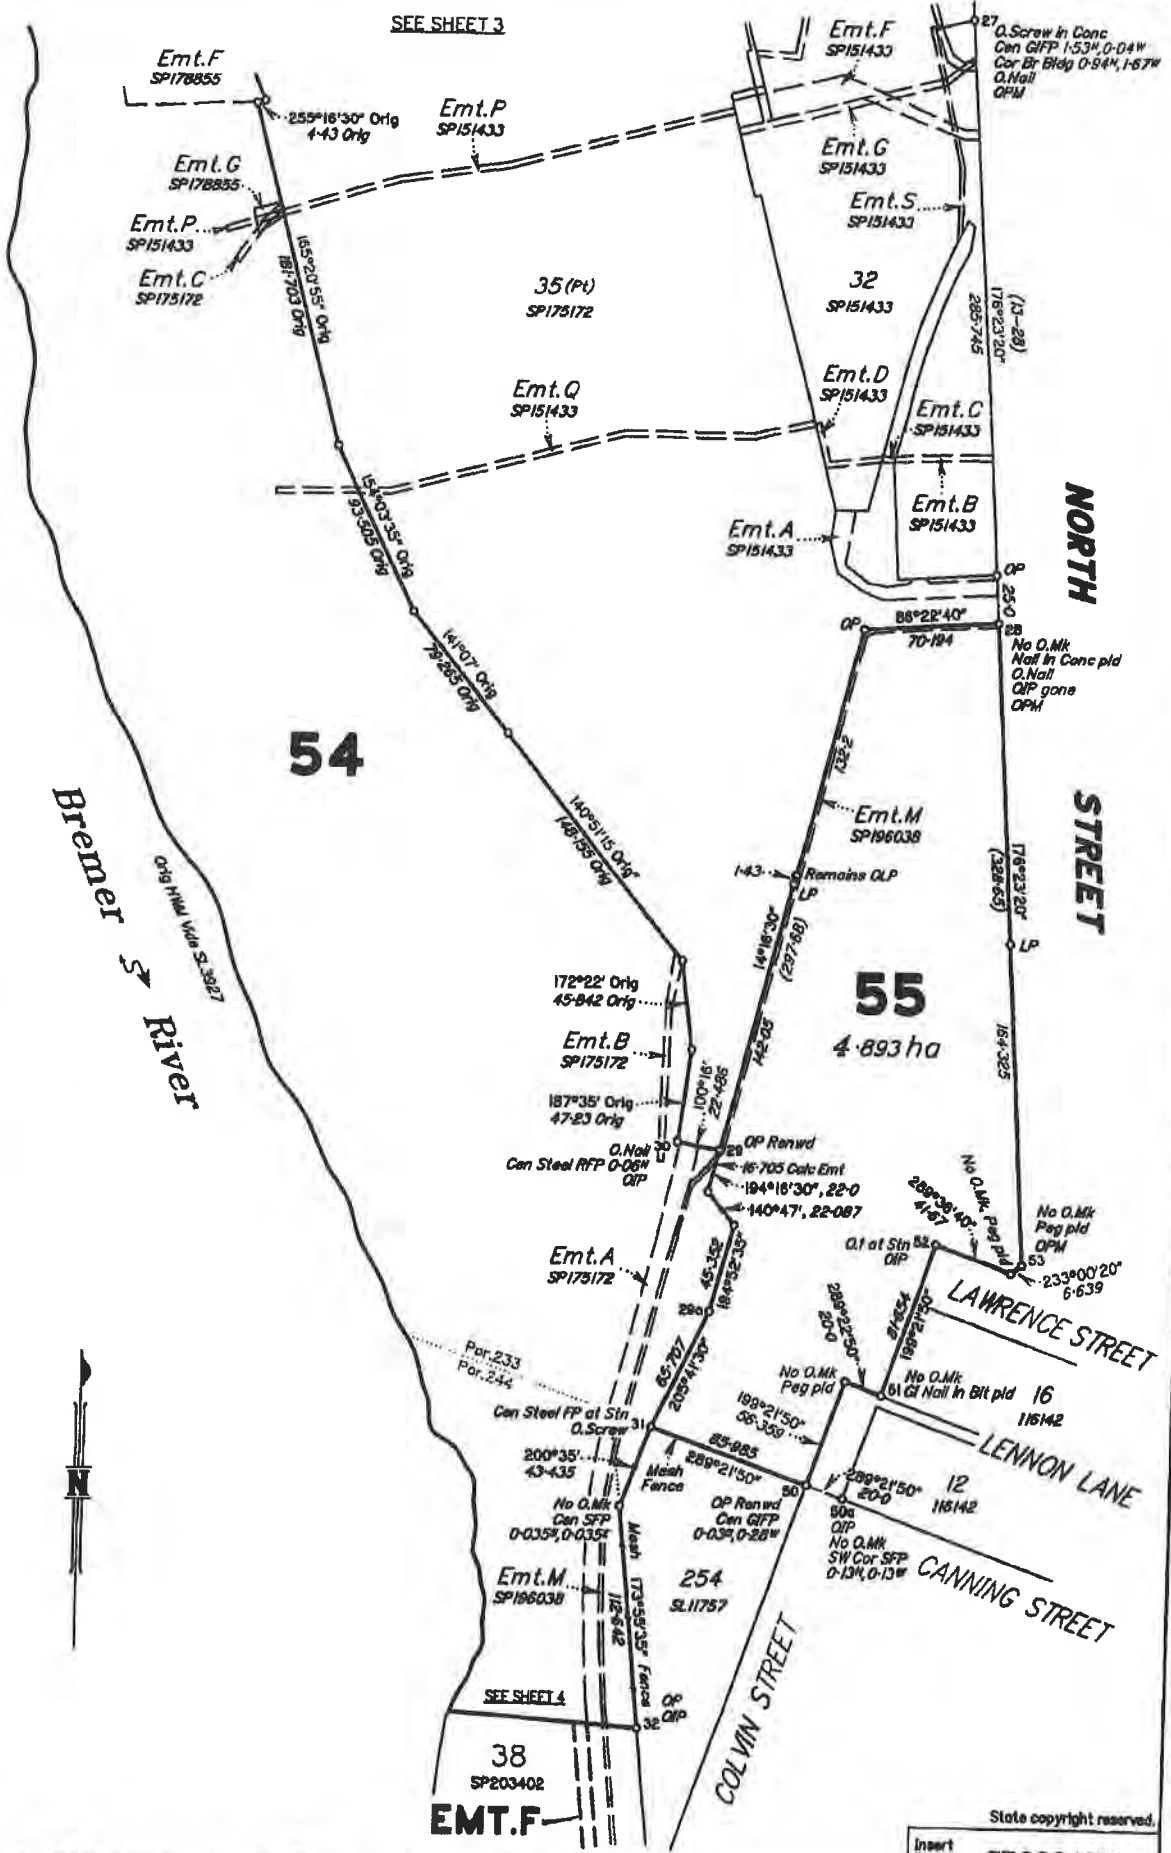 SEE SHEET 3
Emt.F
SP178855
255°16'30" Orig
4·43 Orig
Emt.P
SP151433
Emt.F
SP151433
27
O.Screw in Conc
Cen GIFP 1·53ᴺ,0·04ᵂ
Cor Br Bldg 0·94ᴺ,1·67ᵂ
O.Nail
OPM
Emt.G
SP178855
Emt.G
SP151433
Emt.P
SP151433
Emt.S
SP151433
Emt.C
SP175172
165°20'55" Orig
181·703 Orig
35(Pt)
SP175172
32
SP151433
(13-28)
176°23'20"
285·745
Emt.D
SP151433
Emt.Q
SP151433
Emt.C
SP151433
154°03'35" Orig
93·505 Orig
Emt.B
SP151433
Emt.A
SP151433
NORTH
STREET
OP
25·0
OP
86°22'40"
70·194
28
No O.Mk
Nail in Conc pld
O.Nail
OIP gone
OPM
141°07' Orig
79·265 Orig
54
132·2
Emt.M
SP196038
140°51'15 Orig"
148·155 Orig
Bremer River
Orig HWM Vide SL3927
1·43
Remains OLP
LP
176°23'20"
(328·65)
LP
14°16'30"
(297·68)
142·05
55
4·893 ha
164·325
172°22' Orig
45·842 Orig
Emt.B
SP175172
100°16'
22·486
187°35' Orig
47·23 Orig
O.Nail
Cen Steel RFP 0·06ᴺ
OIP
30
29
OP Renwd
16·705 Calc Emt
194°16'30", 22·0
140°47', 22·087
No O.Mk Peg pld
289°36'40"
41·67
No O.Mk
Peg pld
OPM
53
O.t at Stn
OIP
52
233°00'20"
6·639
Emt.A
SP175172
45·352
194°52'35"
29a
LAWRENCE STREET
81·654
199°21'50"
289°22'50"
20·0
Por.233
Por.244
65·707
205°41'30"
No O.Mk
Peg pld
No O.Mk
GI Nail in Bit pld
51
16
116142
Cen Steel FP at Stn
O.Screw
31
199°21'50"
56·359
85·985
289°21'50"
LENNON LANE
200°35'
43·435
Mesh
Fence
289°21'50"
20·0
12
116142
No O.Mk
Cen SFP
0·035ˢ,0·035ᴱ
OP Renwd
Cen GIFP
0·03ˢ,0·28ᵂ
50
50a
OIP
No O.Mk
SW Cor SFP
0·13ᴺ,0·13ᵂ
CANNING STREET
Emt.M
SP196038
Mesh Fence
173°55'35"
112·642
254
SL11757
COLVIN STREET
N
SEE SHEET 4
OP
OIP
32
38
SP203402
EMT.F
State copyright reserved.
Insert